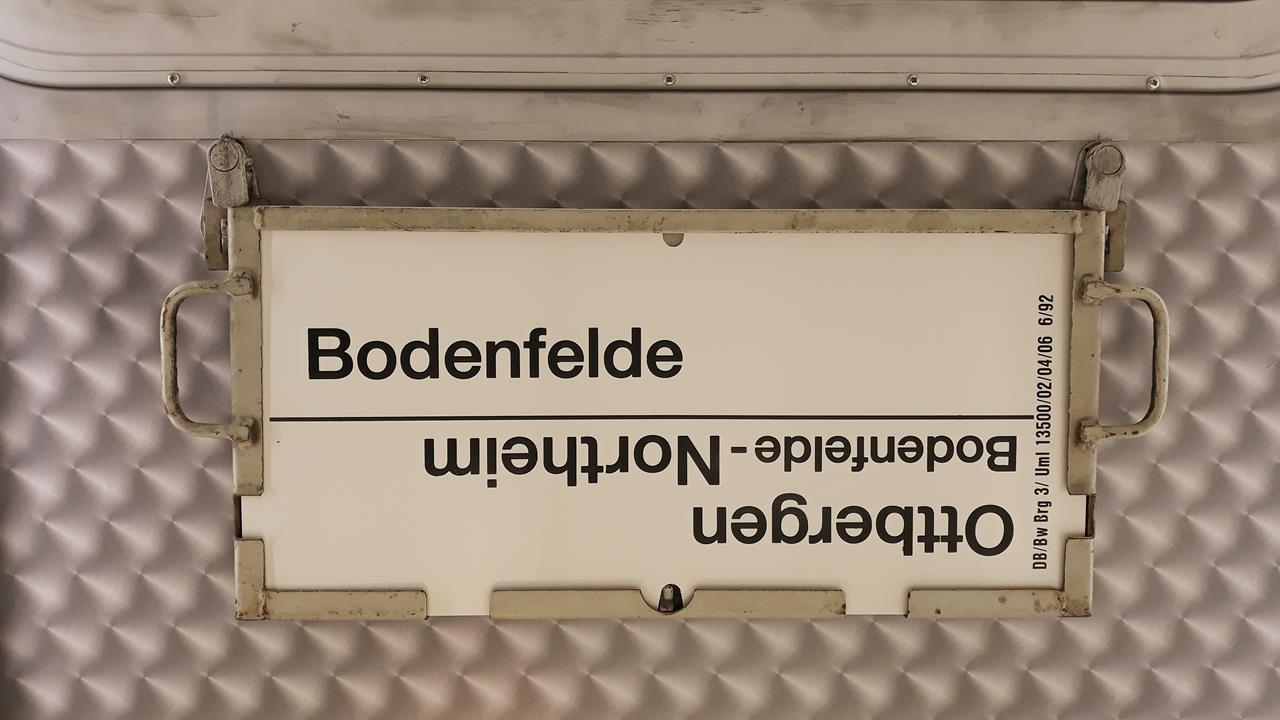 Bodenfelde
Ottbergen
Bodenfelde - Northeim
DB/Bw Brg 3/ Uml 13500/02/04/06 6/92